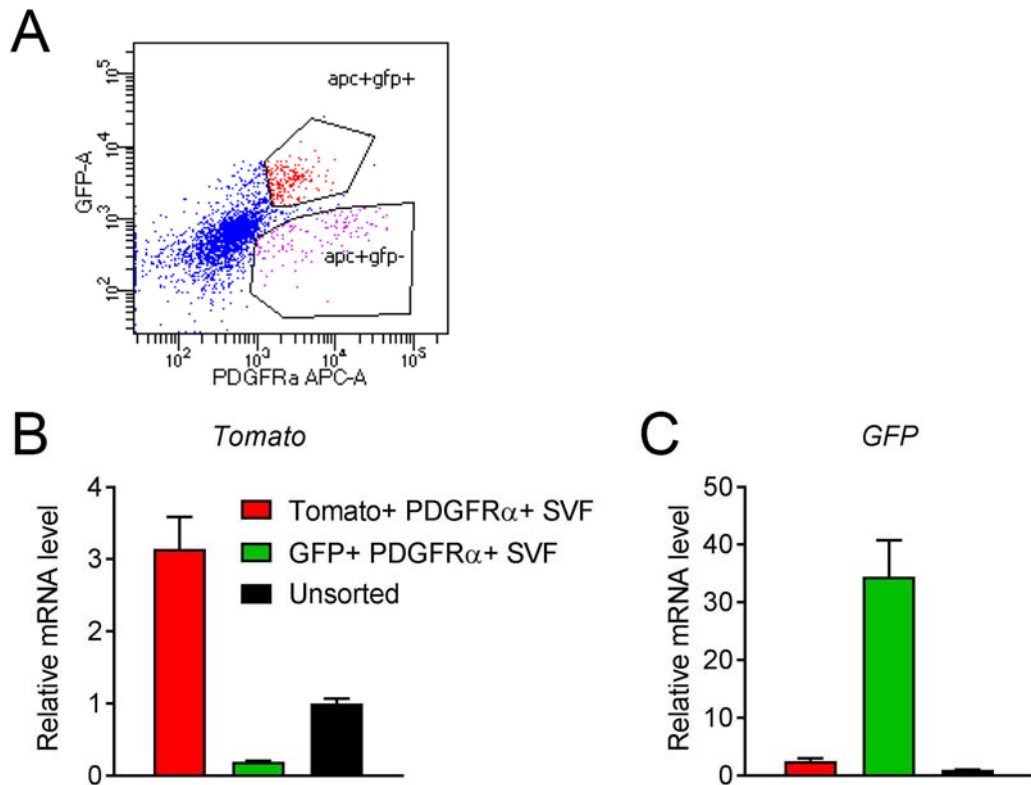 A
apc+gfp+
GFP-A
10^5
10^4
10^3
10^2
apc+gfp-
10^2 10^3 10^4 10^5
PDGFRa APC-A
B
Tomato
Relative mRNA level
4
3
2
1
0
Tomato+ PDGFRα+ SVF
GFP+ PDGFRα+ SVF
Unsorted
C
GFP
Relative mRNA level
50
40
30
20
10
0